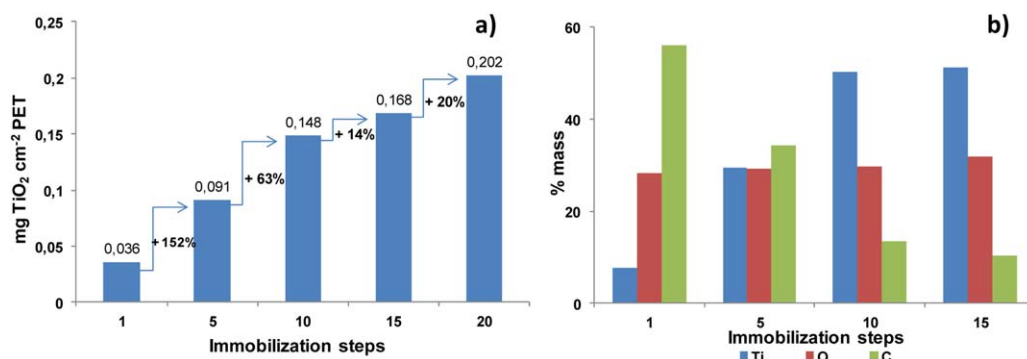 a)
mg TiO₂ cm⁻² PET
0,25
0,2
0,15
0,1
0,05
0
0,036
0,091
0,148
0,168
0,202
+ 152%
+ 63%
+ 14%
+ 20%
1 5 10 15 20
Immobilization steps
b)
% mass
60
40
20
0
1 5 10 15
Immobilization steps
Ti O C